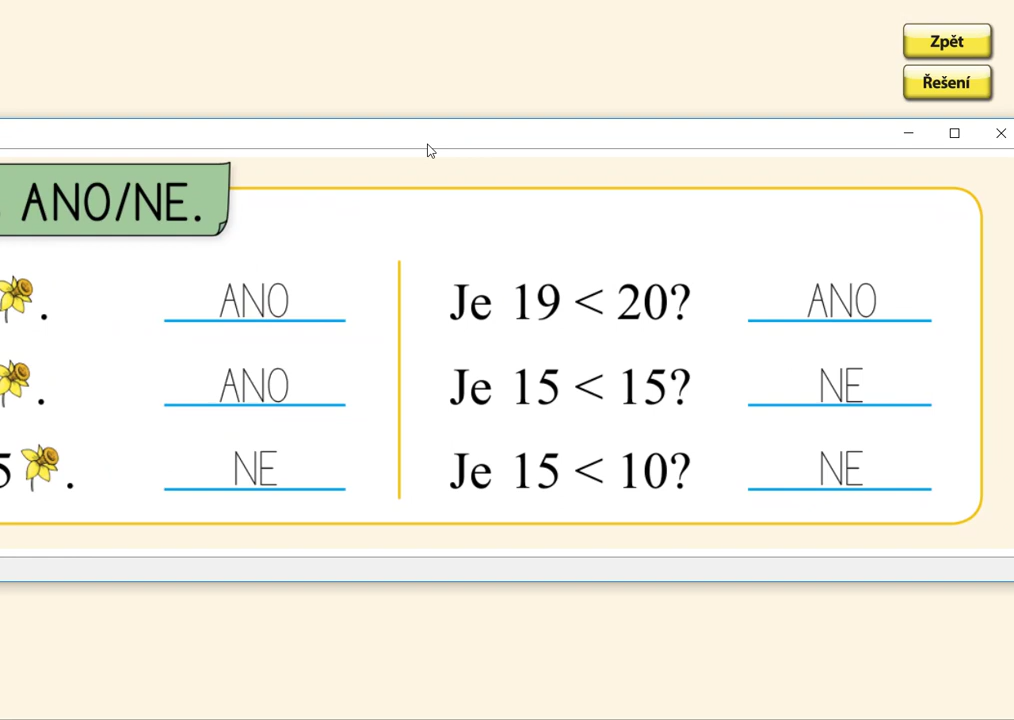 Zpět
Řešení
ANO/NE.
. ANO Je 19 < 20? ANO
. ANO Je 15 < 15? NE
5 . NE Je 15 < 10? NE